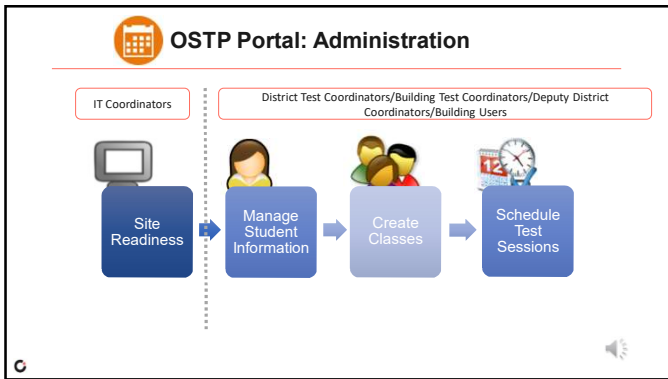 OSTP Portal: Administration
IT Coordinators
District Test Coordinators/Building Test Coordinators/Deputy District
Coordinators/Building Users
12
Site
Readiness
Manage
Student
Information
Create
Classes
Schedule
Test
Sessions